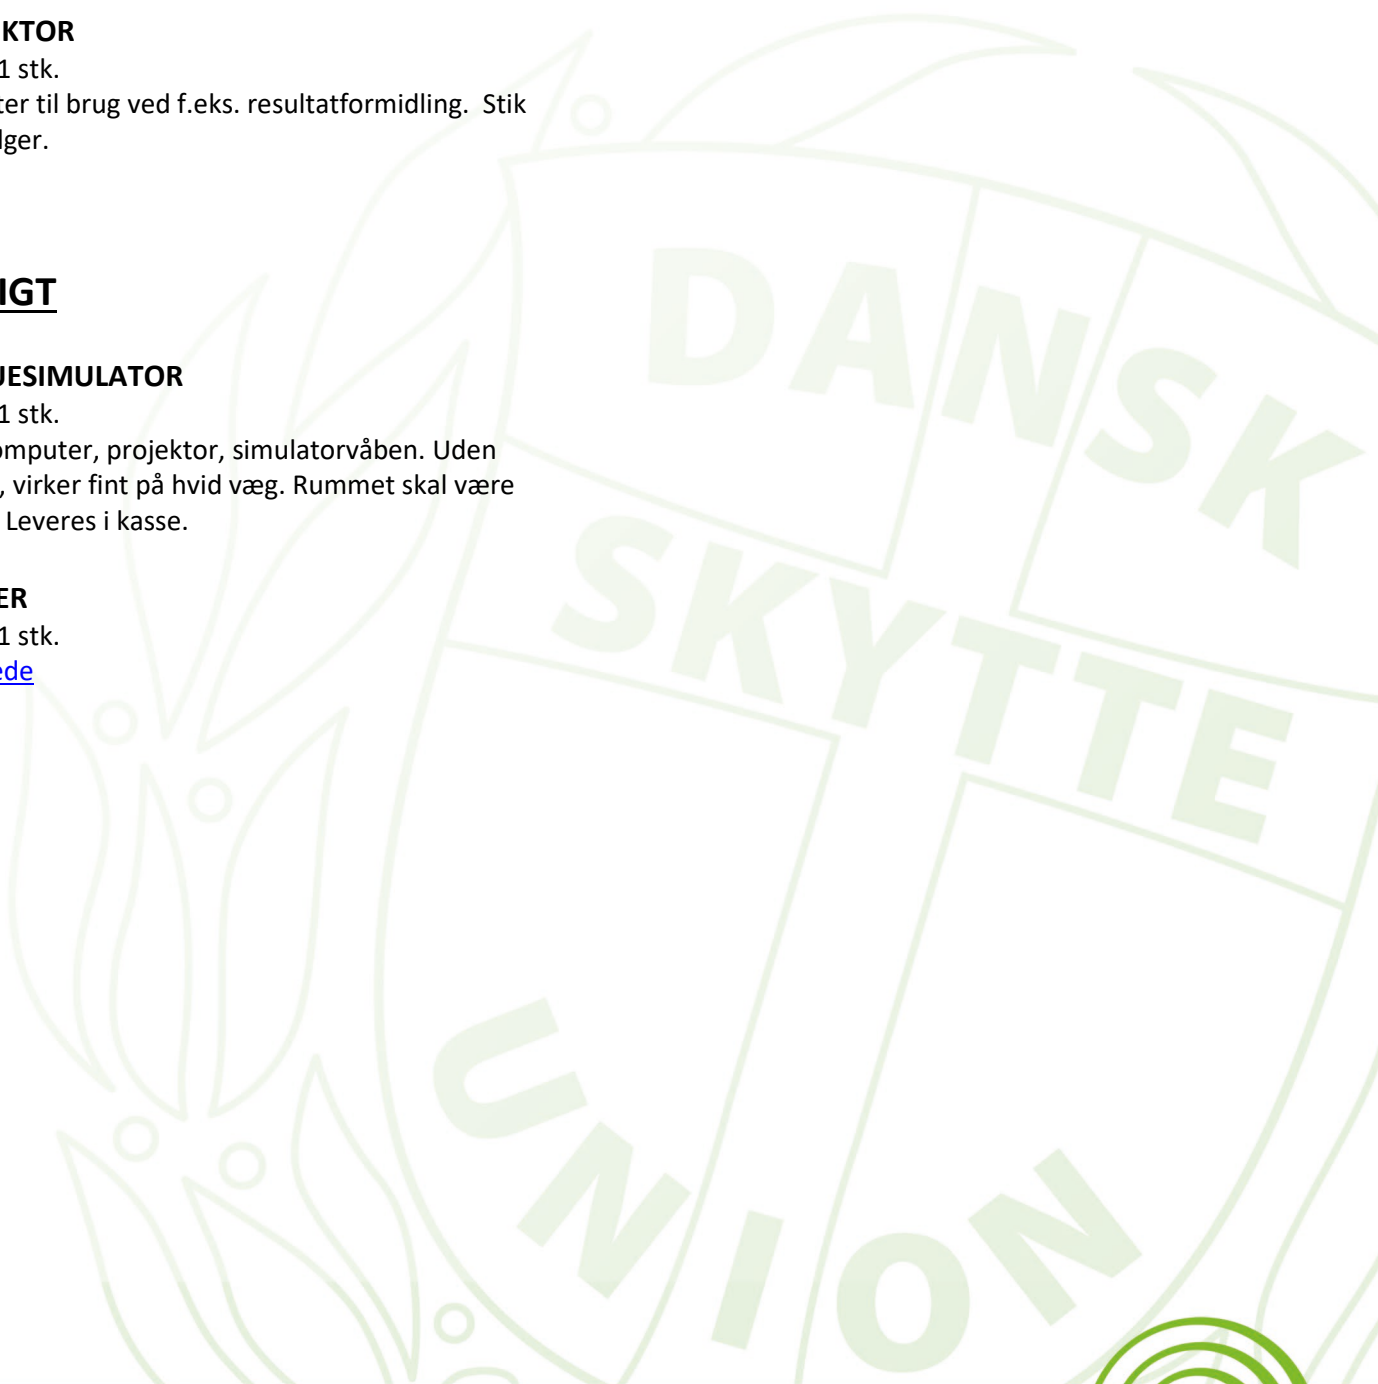 KTOR
1 stk.
ter til brug ved f.eks. resultatformidling.  Stik
lger.
IGT
UESIMULATOR
1 stk.
omputer, projektor, simulatorvåben. Uden
, virker fint på hvid væg. Rummet skal være
Leveres i kasse.
ER
1 stk.
ede
DANSK
SKYTTE
UNION